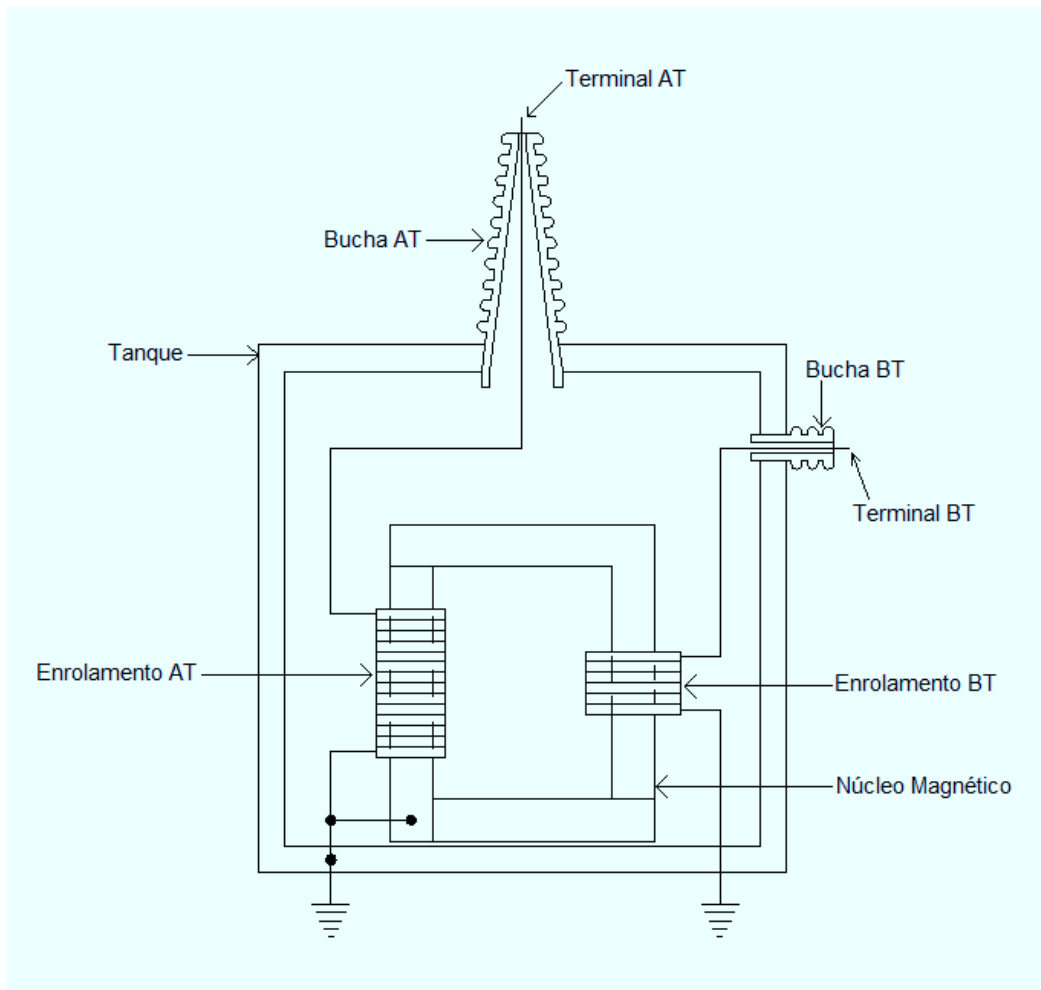 Terminal AT
Bucha AT
Tanque
Bucha BT
Terminal BT
Enrolamento AT
Enrolamento BT
Núcleo Magnético